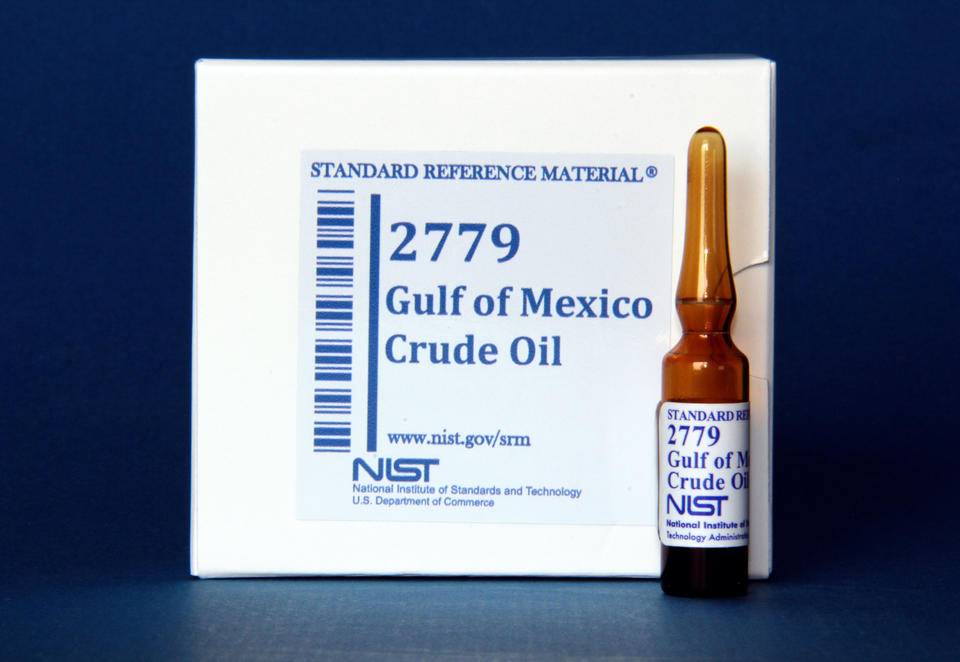 STANDARD REFERENCE MATERIAL®
2779
Gulf of Mexico
Crude Oil
www.nist.gov/srm
NIST
National Institute of Standards and Technology
U.S. Department of Commerce
STANDARD RE
2779
Gulf of M
Crude Oil
NIST
National Institute of
Technology Administra